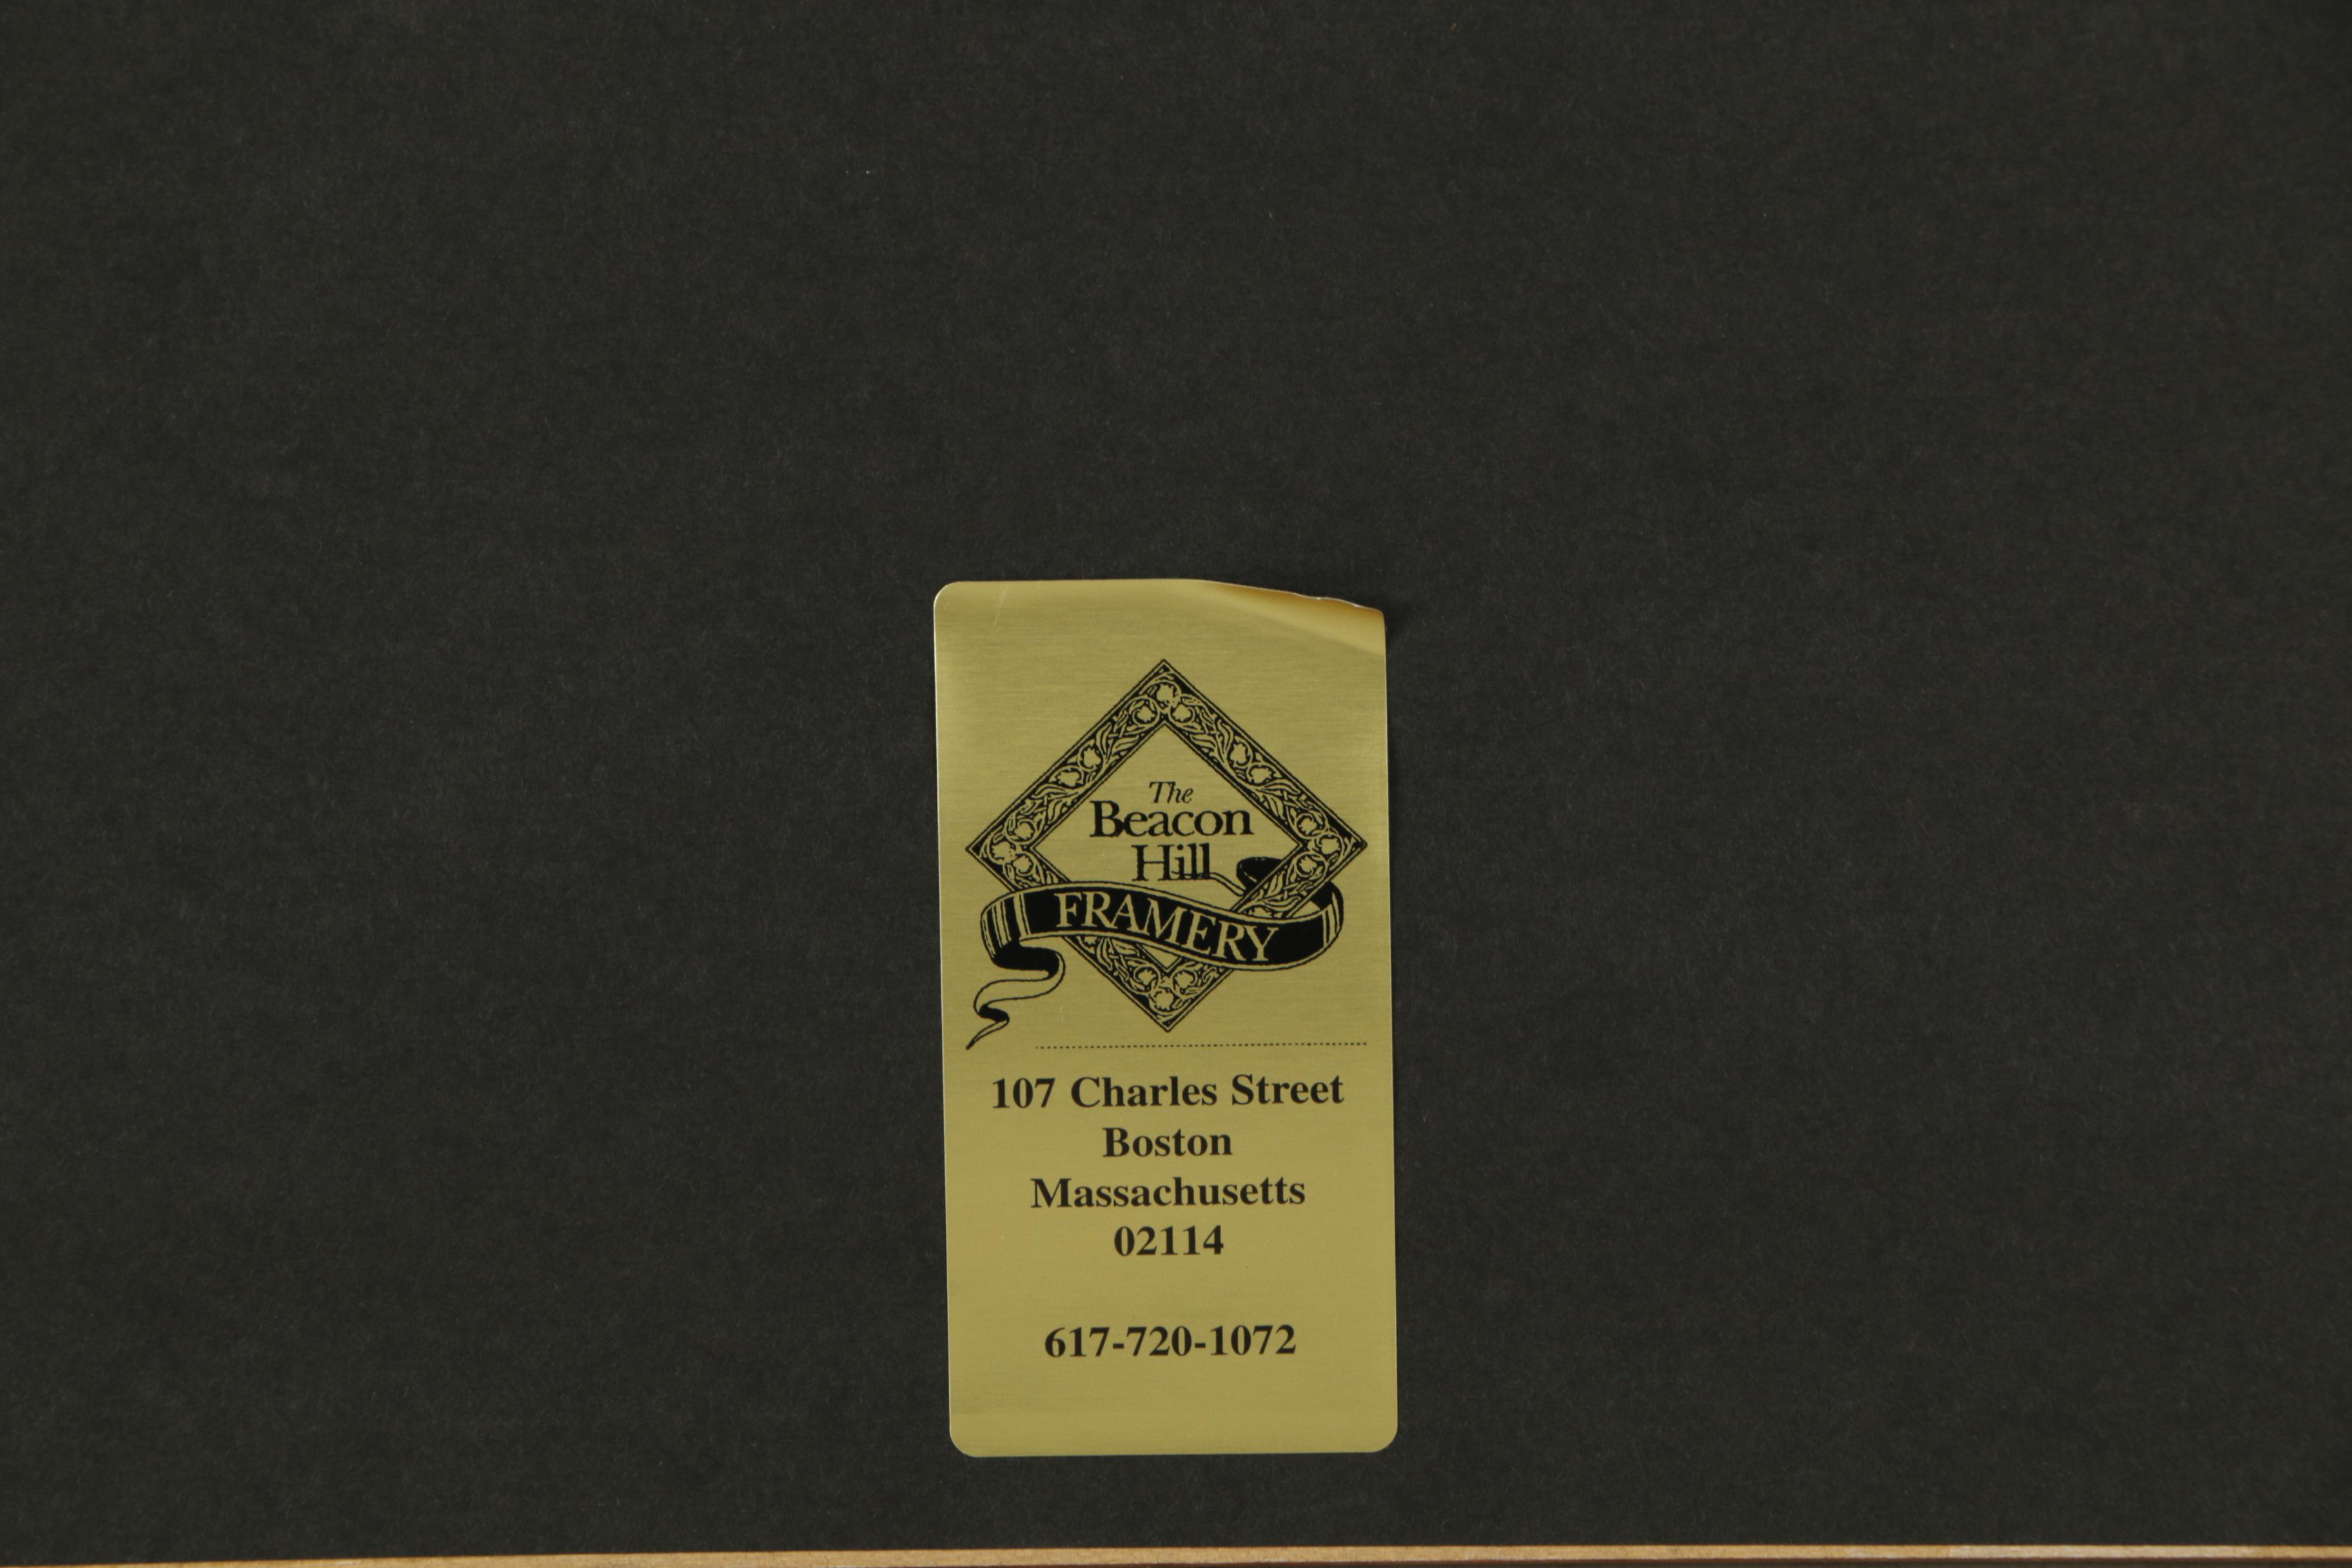 The
Beacon
Hill
FRAMERY
107 Charles Street
Boston
Massachusetts
02114
617-720-1072